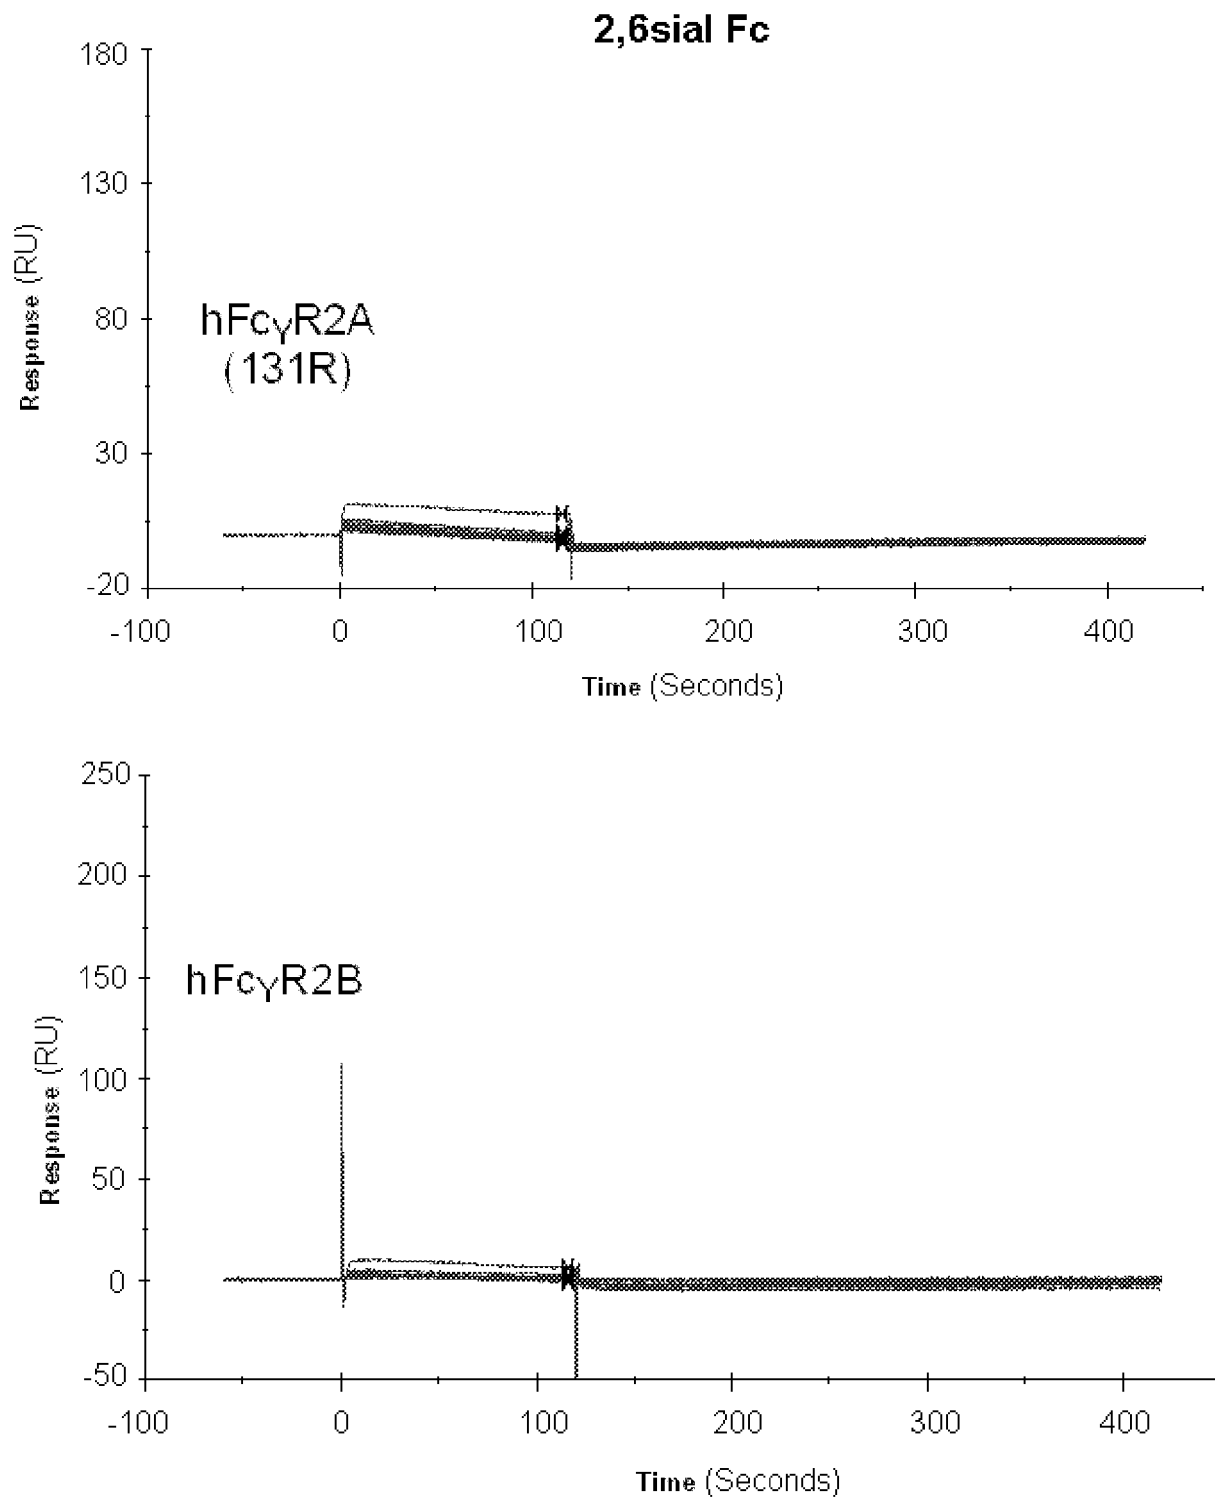 2,6sial Fc
180
130
80
30
-20
Response (RU)
hFcγR2A
(131R)
-100 0 100 200 300 400
Time (Seconds)
250
200
150
100
50
0
-50
Response (RU)
hFcγR2B
-100 0 100 200 300 400
Time (Seconds)